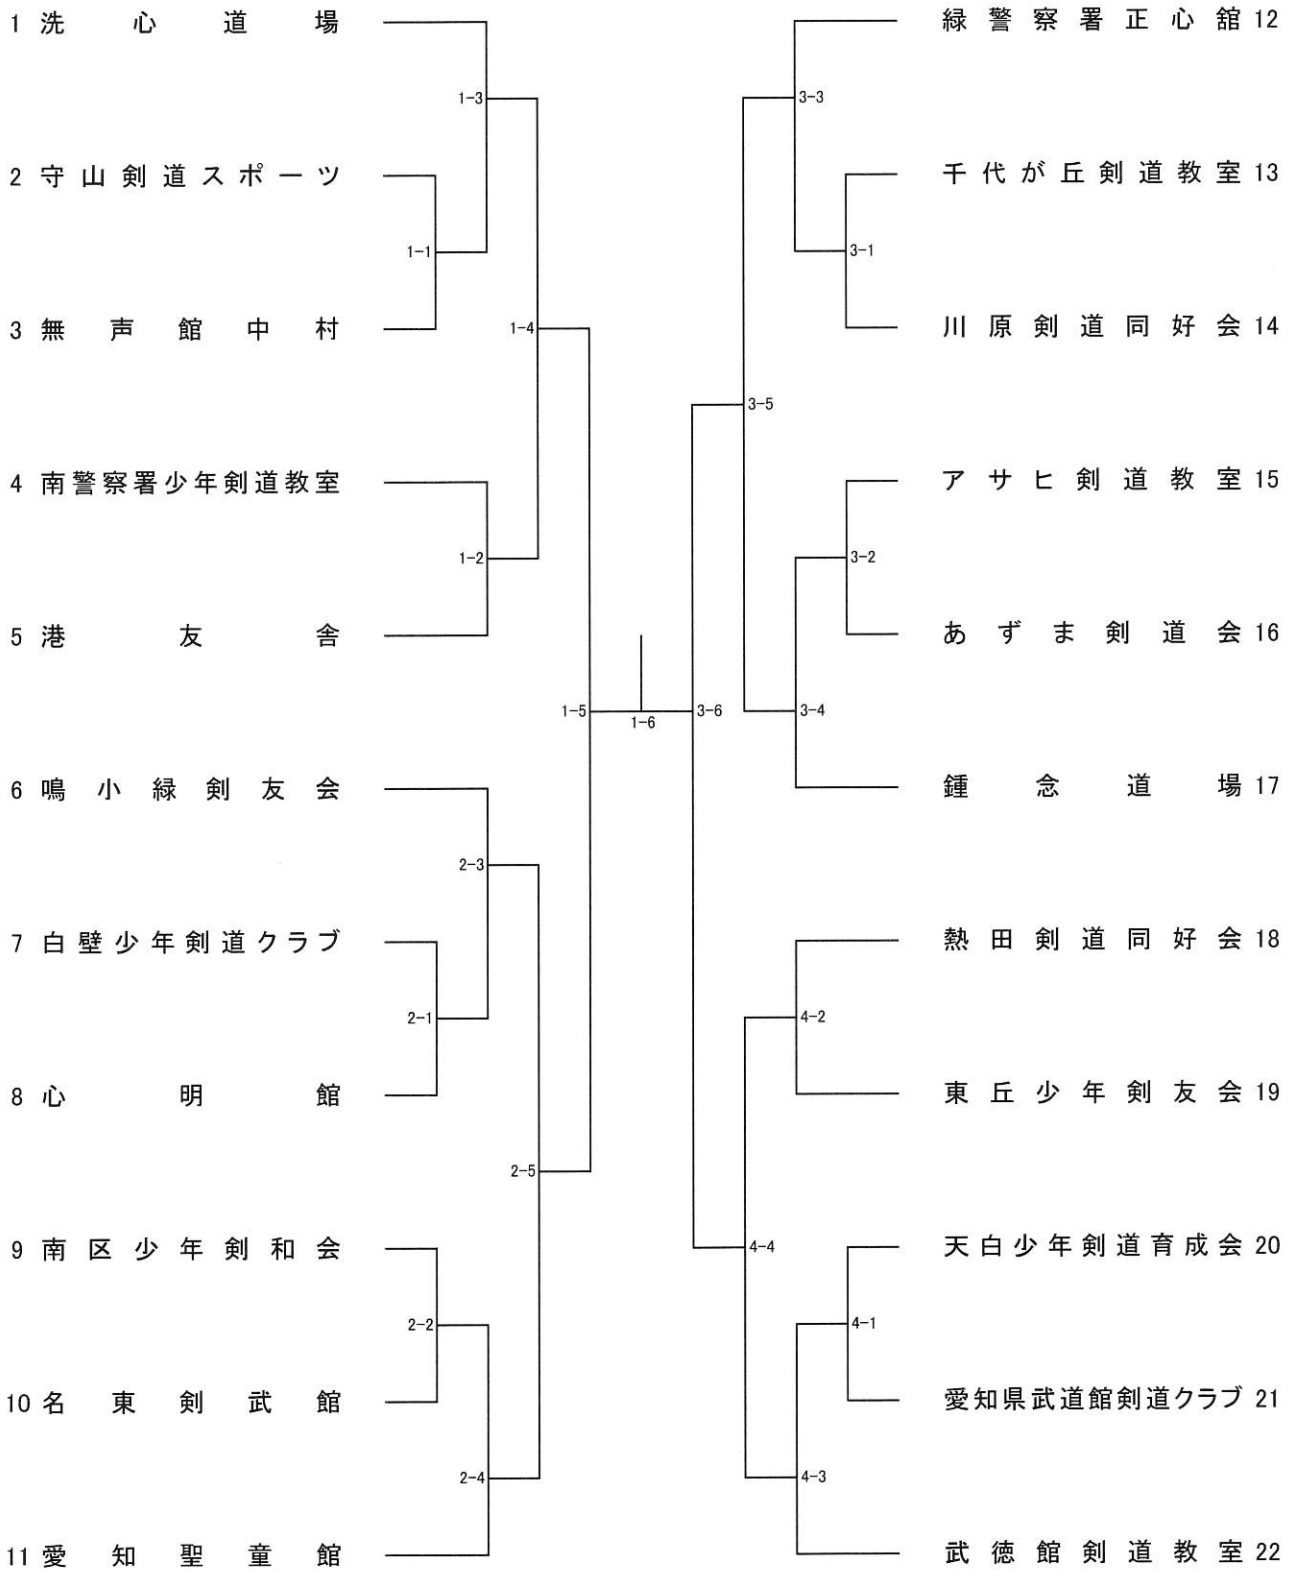 1 洗心道場
1-3
2 守山剣道スポーツ
1-1
3 無声館中村
1-4
4 南警察署少年剣道教室
1-2
5 港友舎
1-5
1-6
6 鳴小緑剣友会
2-3
7 白壁少年剣道クラブ
2-1
8 心明館
2-5
9 南区少年剣和会
2-2
10 名東剣武館
2-4
11 愛知聖童館
緑警察署正心舘 12
3-3
千代が丘剣道教室 13
3-1
川原剣道同好会 14
3-5
アサヒ剣道教室 15
3-2
あずま剣道会 16
3-6
3-4
鍾念道場 17
熱田剣道同好会 18
4-2
東丘少年剣友会 19
4-4
天白少年剣道育成会 20
4-1
愛知県武道館剣道クラブ 21
4-3
武徳館剣道教室 22